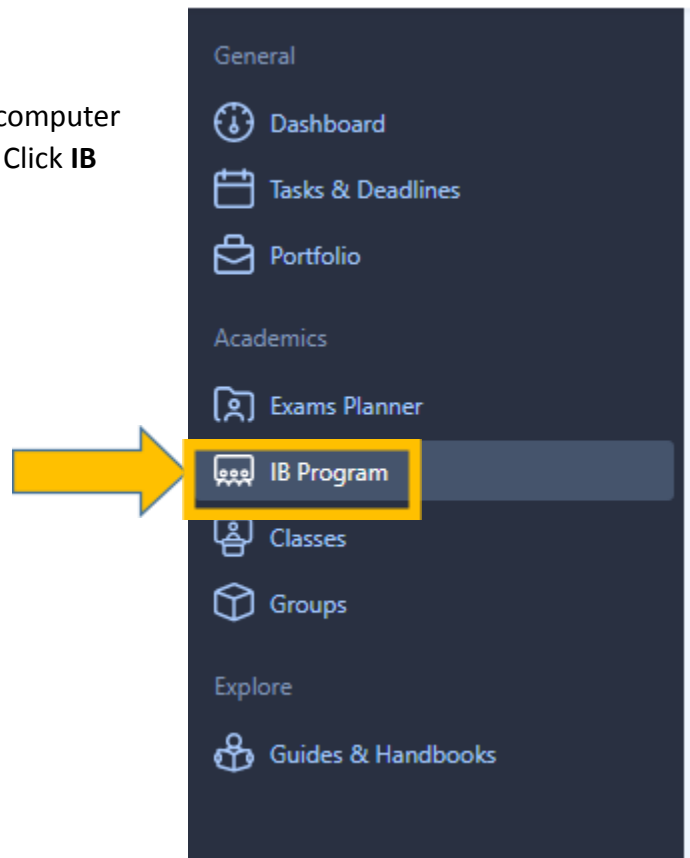 computer
Click IB
General
Dashboard
Tasks & Deadlines
Portfolio
Academics
Exams Planner
IB Program
Classes
Groups
Explore
Guides & Handbooks